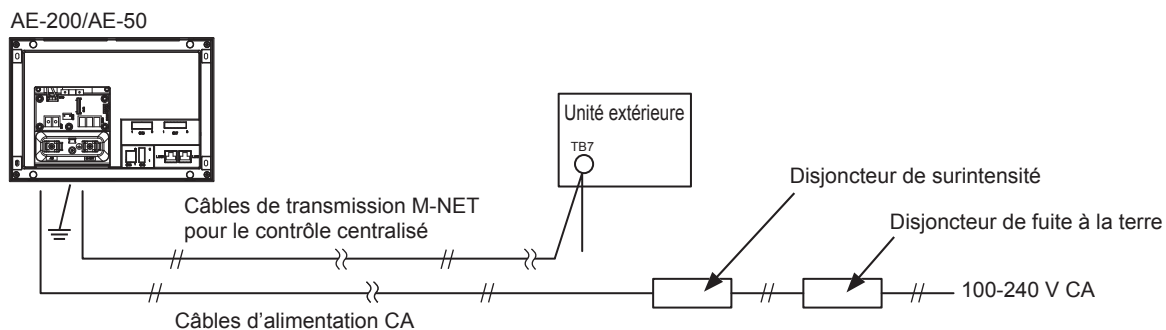 AE-200/AE-50
Unité extérieure
TB7
Disjoncteur de surintensité
Câbles de transmission M-NET
pour le contrôle centralisé
Disjoncteur de fuite à la terre
100-240 V CA
Câbles d’alimentation CA